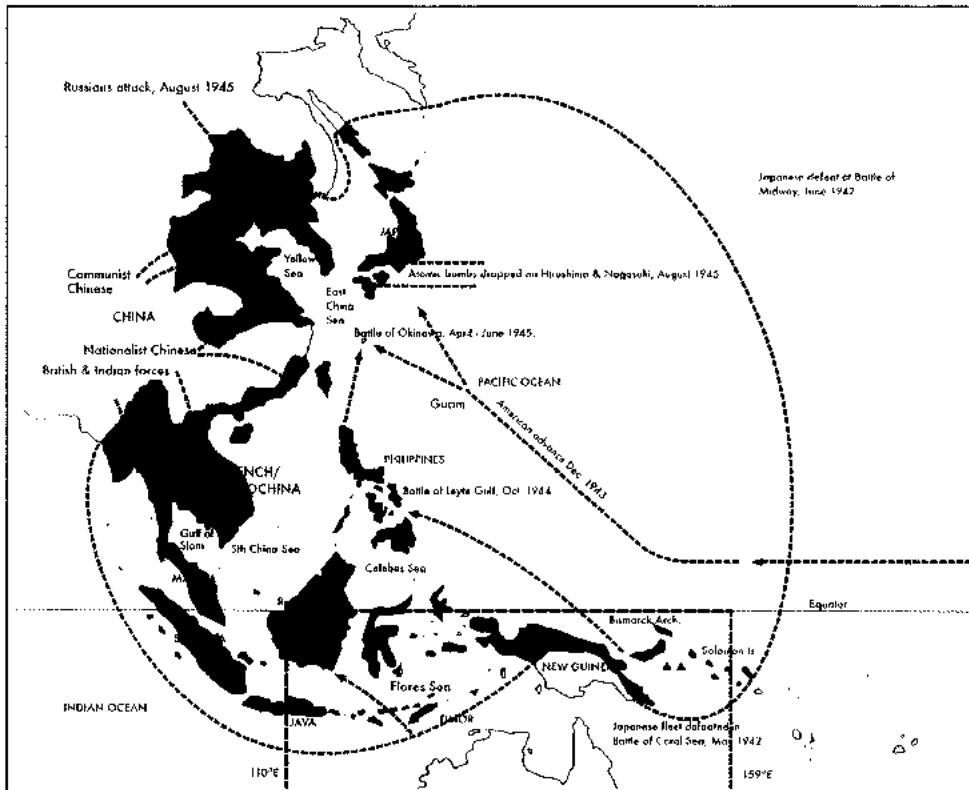 Russians attack, August 1945
Japanese defeat at Battle of
Midway, June 1942
Yellow
Sea
Atomic bombs dropped on Hiroshima & Nagasaki, August 1945
Communist
Chinese
East
China
Sea
CHINA
Battle of Okinawa, April - June 1945.
Nationalist Chinese
British & Indian forces
PACIFIC OCEAN
Guam
American advance Dec. 1943
PHILIPPINES
Battle of Leyte Gulf, Oct. 1944
Gulf of
Siam
Sth China Sea
Celebes Sea
Equator
Bismarck Arch.
Solomon Is
NEW GUINE
Flores Sea
INDIAN OCEAN
JAVA
TIMOR
Japanese fleet defeated in
Battle of Coral Sea, May 1942
110°E
159°E